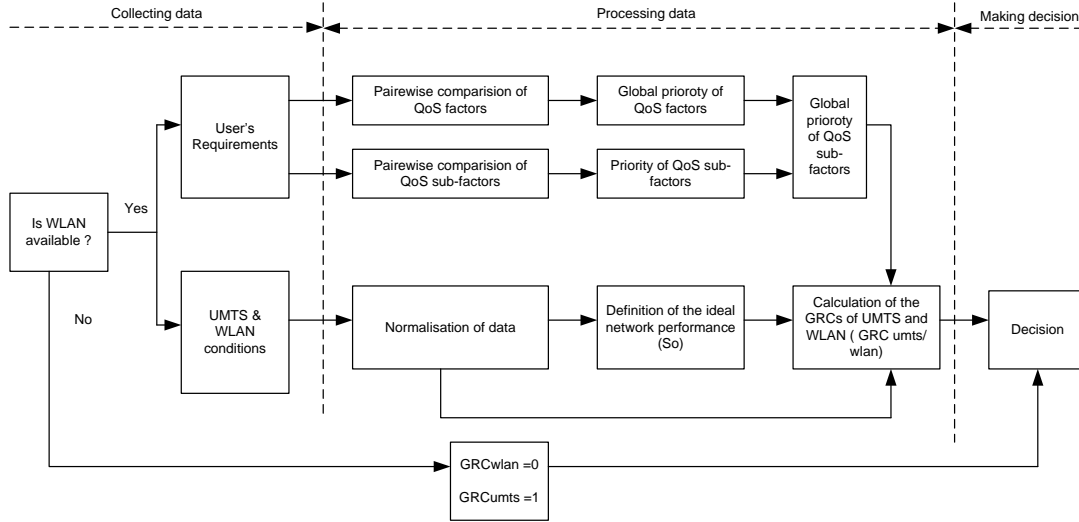 Collecting data
Processing data
Making decision
User's
Requirements
Pairewise comparision of
QoS factors
Global prioroty of
QoS factors
Global
prioroty
of QoS
sub-
factors
Pairewise comparision of
QoS sub-factors
Priority of QoS sub-
factors
Is WLAN
available ?
Yes
No
UMTS &
WLAN
conditions
Normalisation of data
Definition of the ideal
network performance
(So)
Calculation of the
GRCs of UMTS and
WLAN ( GRC umts/
wlan)
Decision
GRCwlan =0
GRCumts =1